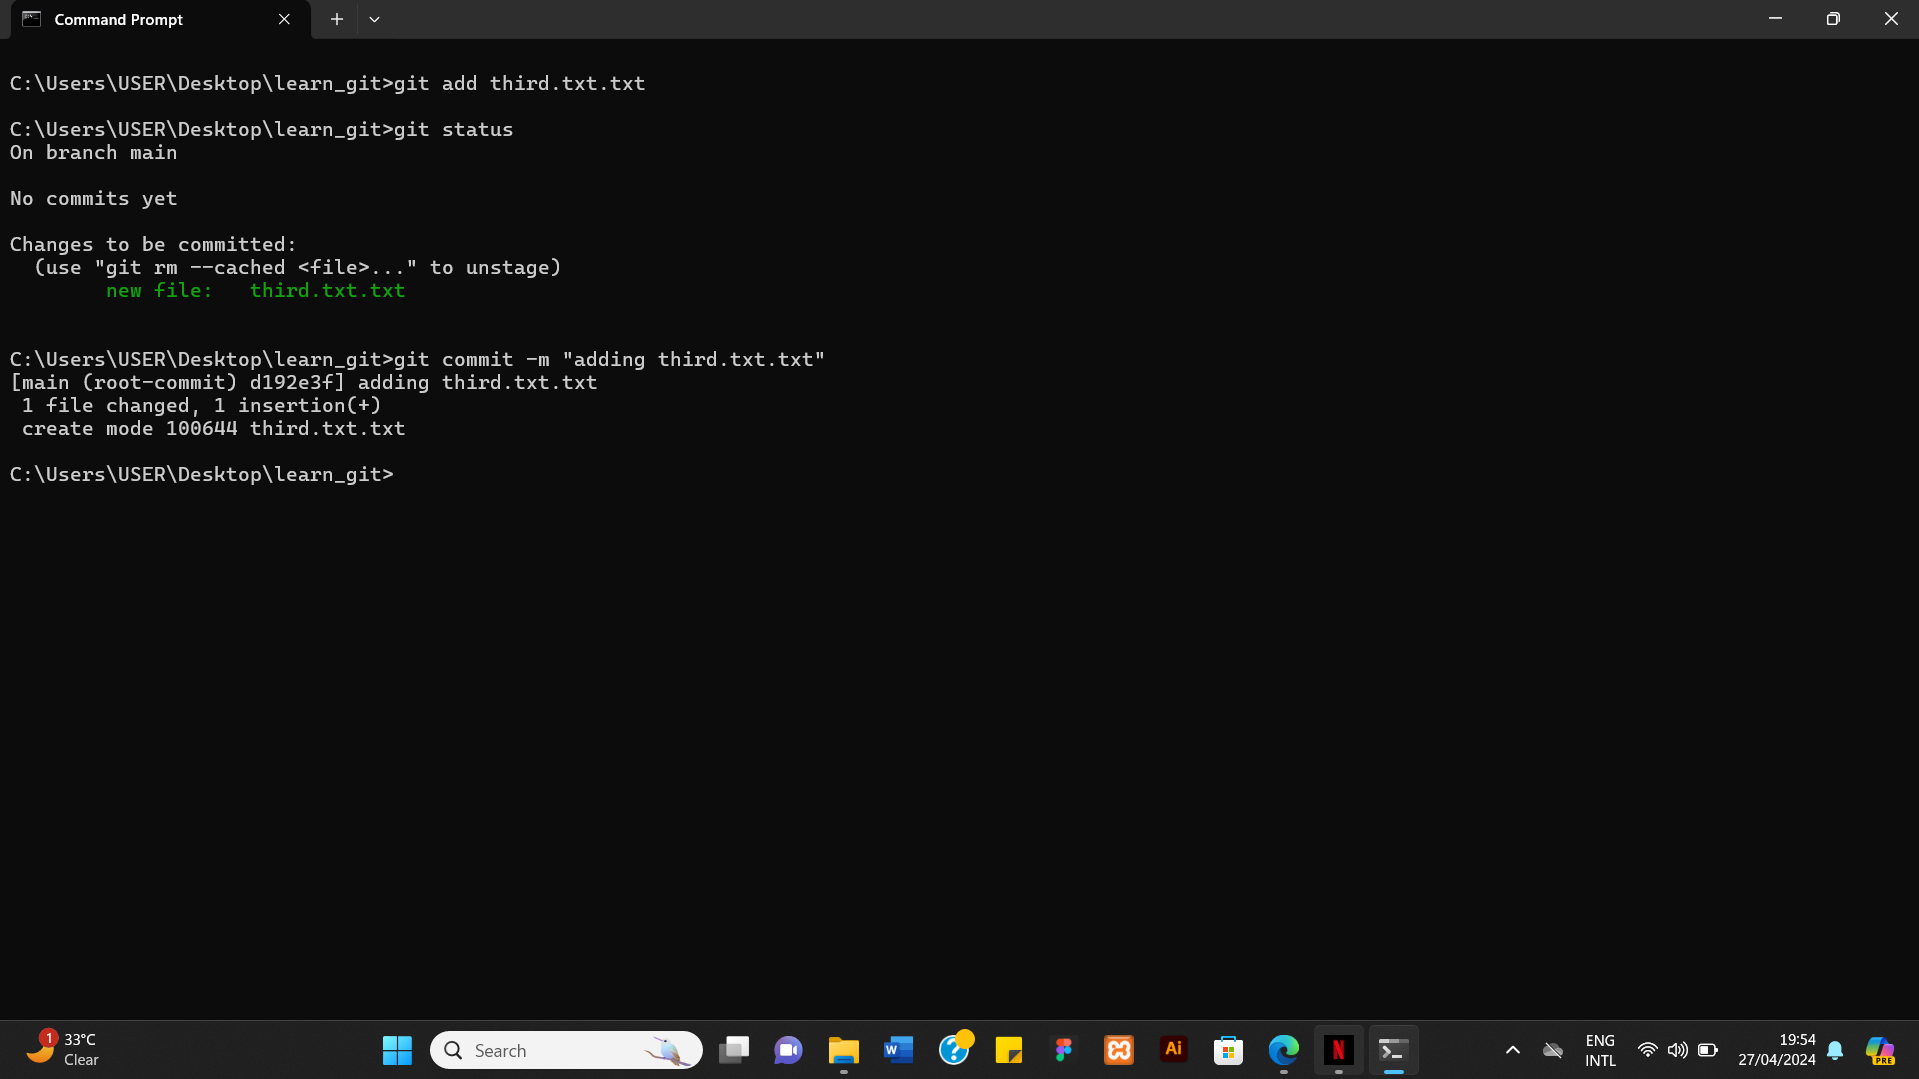 Command Prompt
C:\Users\USER\Desktop\learn_git>git add third.txt.txt
C:\Users\USER\Desktop\learn_git>git status
On branch main
No commits yet
Changes to be committed:
  (use "git rm --cached <file>..." to unstage)
        new file:   third.txt.txt
C:\Users\USER\Desktop\learn_git>git commit -m "adding third.txt.txt"
[main (root-commit) d192e3f] adding third.txt.txt
 1 file changed, 1 insertion(+)
 create mode 100644 third.txt.txt
C:\Users\USER\Desktop\learn_git>
1
33°C
Clear
Search
W
?
Ai
N
ENG
INTL
19:54
27/04/2024
PRE